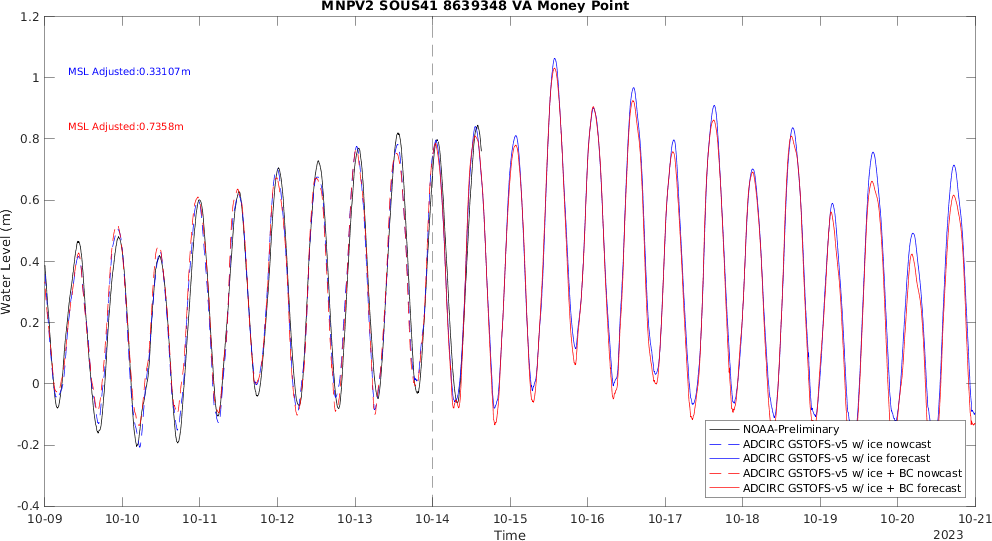 MNPV2 SOUS41 8639348 VA Money Point
1.2
1
0.8
0.6
0.4
0.2
0
-0.2
-0.4
Water Level (m)
MSL Adjusted:0.33107m
MSL Adjusted:0.7358m
NOAA-Preliminary
ADCIRC GSTOFS-v5 w/ ice nowcast
ADCIRC GSTOFS-v5 w/ ice forecast
ADCIRC GSTOFS-v5 w/ ice + BC nowcast
ADCIRC GSTOFS-v5 w/ ice + BC forecast
10-09 10-10 10-11 10-12 10-13 10-14 10-15 10-16 10-17 10-18 10-19 10-20 10-21
Time
2023